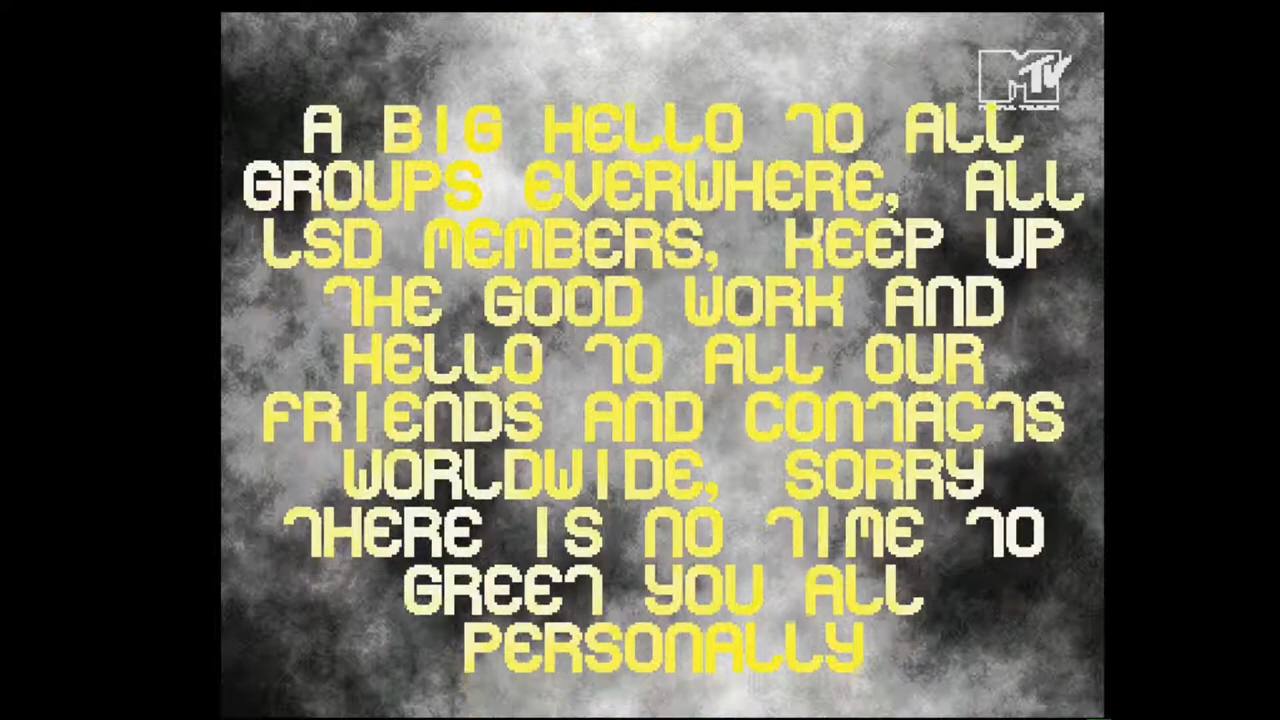 MTV
A BIG HELLO TO ALL
GROUPS EVERYWHERE, ALL
LSD MEMBERS, KEEP UP
THE GOOD WORK AND
HELLO TO ALL OUR
FRIENDS AND CONTACTS
WORLDWIDE, SORRY
THERE IS NO TIME TO
GREET YOU ALL
PERSONALLY